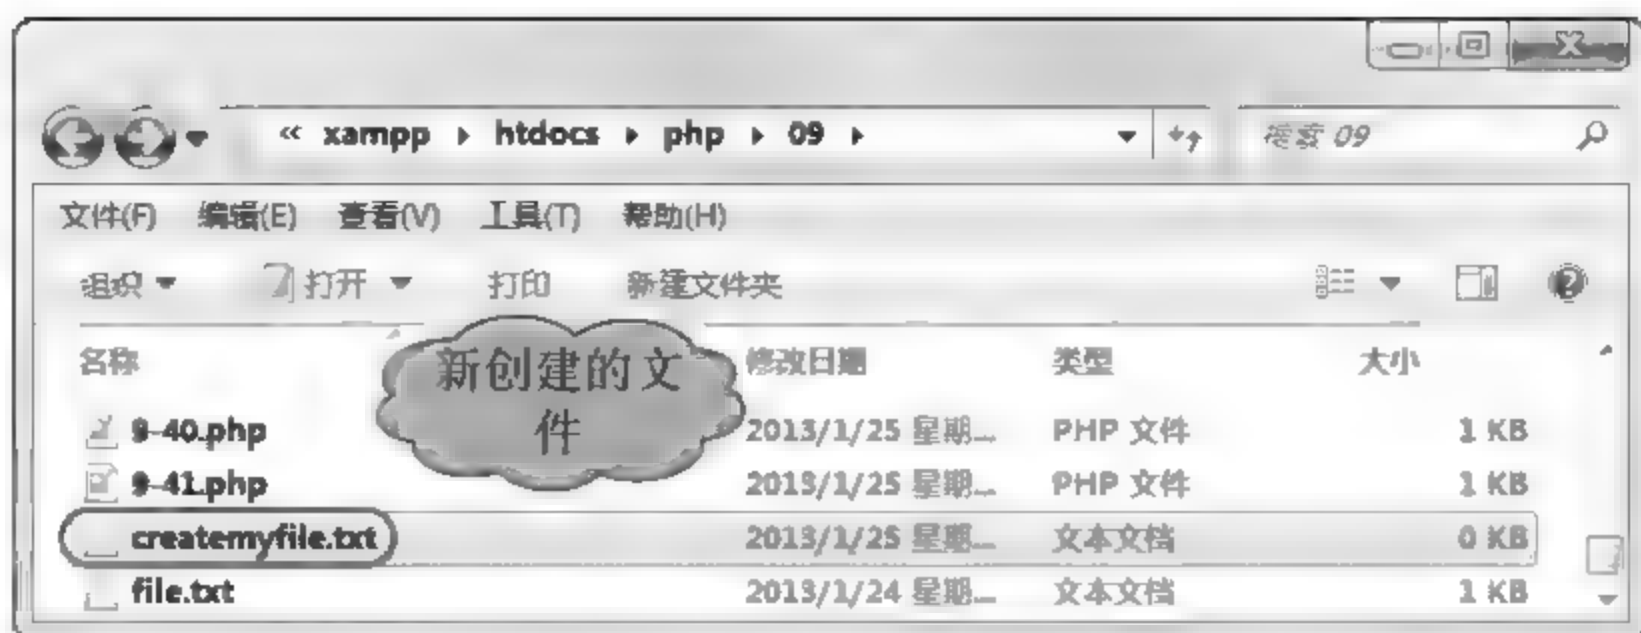 « xampp ▸ htdocs ▸ php ▸ 09 ▸ 搜索 09
文件(F) 编辑(E) 查看(V) 工具(T) 帮助(H)
组织 打开 打印 新建文件夹
名称 修改日期 类型 大小
新创建的文
件
9-40.php 2013/1/25 星期... PHP 文件 1 KB
9-41.php 2013/1/25 星期... PHP 文件 1 KB
createmyfile.txt 2013/1/25 星期... 文本文档 0 KB
file.txt 2013/1/24 星期... 文本文档 1 KB